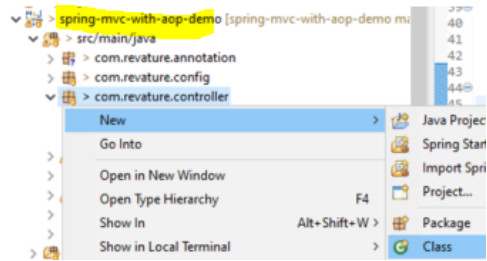 > spring-mvc-with-aop-demo [spring-mvc-with-aop-demo ma
> src/main/java
> com.revature.annotation
> com.revature.config
> com.revature.controller
40
41
42
43
44
45
New >
Go Into
Open in New Window
Open Type Hierarchy F4
Show In Alt+Shift+W >
Show in Local Terminal >
Java Project
Spring Start
Import Spri
Project...
Package
Class